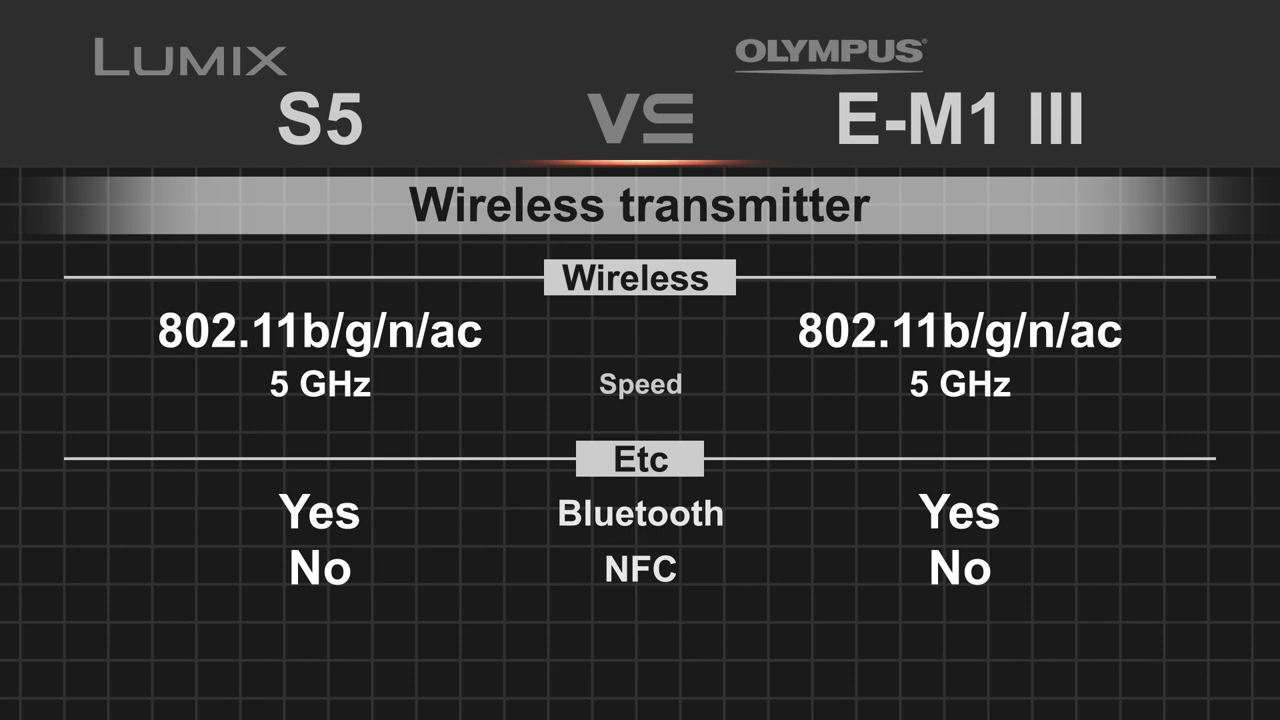 LUMIX OLYMPUS
S5 VS E-M1 III
Wireless transmitter
Wireless
802.11b/g/n/ac 802.11b/g/n/ac
5 GHz Speed 5 GHz
Etc
Yes Bluetooth Yes
No NFC No